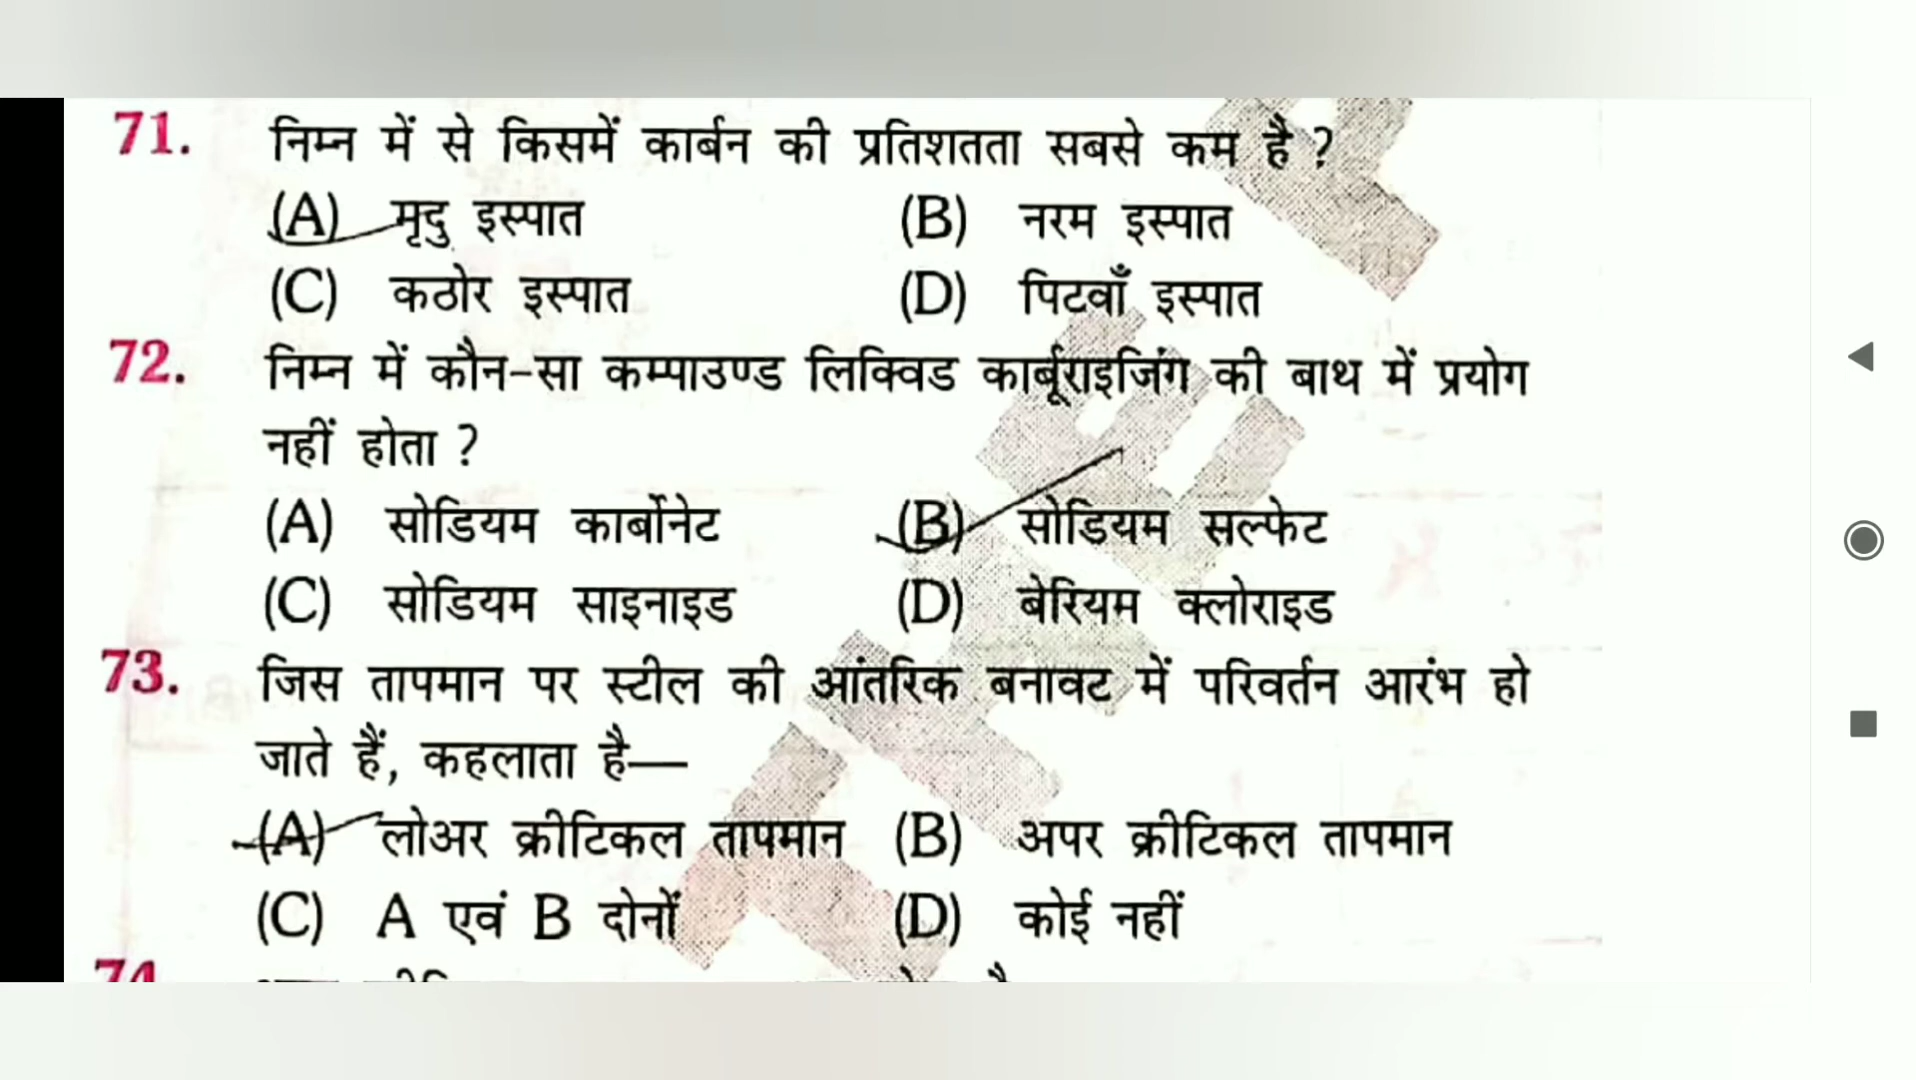 71. निम्न में से किसमें कार्बन की प्रतिशतता सबसे कम है ?
(A) मृदु इस्पात (B) नरम इस्पात
(C) कठोर इस्पात (D) पिटवाँ इस्पात
72. निम्न में कौन-सा कम्पाउण्ड लिक्विड कार्बूराइजिंग की बाथ में प्रयोग
नहीं होता ?
(A) सोडियम कार्बोनेट (B) सोडियम सल्फेट
(C) सोडियम साइनाइड (D) बेरियम क्लोराइड
73. जिस तापमान पर स्टील की आंतरिक बनावट में परिवर्तन आरंभ हो
जाते हैं, कहलाता है—
(A) लोअर क्रीटिकल तापमान (B) अपर क्रीटिकल तापमान
(C) A एवं B दोनों (D) कोई नहीं
74